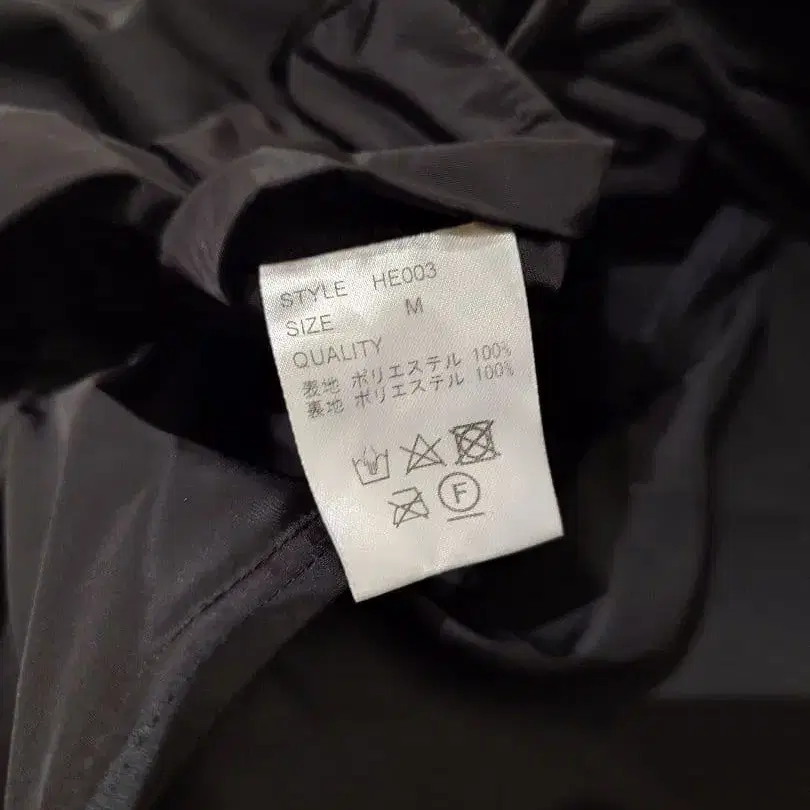 STYLE HE003
SIZE M
QUALITY
表地 ポリエステル 100%
裏地 ポリエステル 100%
F